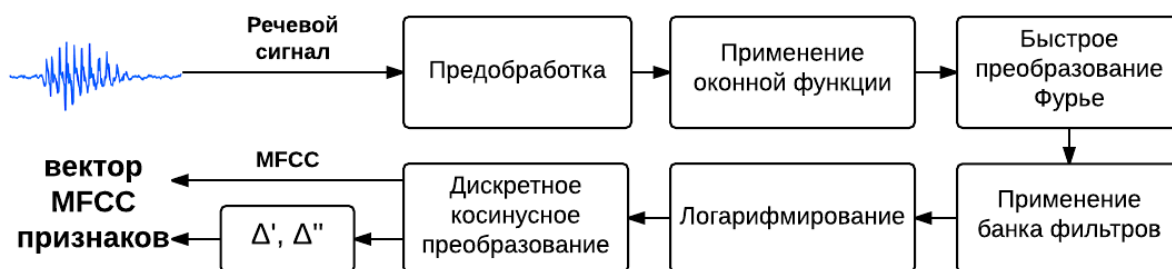 Речевой
сигнал
Предобработка
Применение
оконной функции
Быстрое
преобразование
Фурье
Применение
банка фильтров
Логарифмирование
Дискретное
косинусное
преобразование
MFCC
Δ', Δ"
вектор
MFCC
признаков